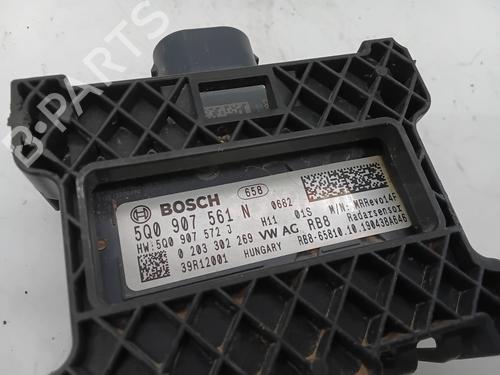 B-PARTS
BOSCH 658
5Q0 907 561 N 0682 M/N: MRRevo14F
HW:5Q0 907 572 J H11 01S Radarsensor
0 203 302 269 VW AG RB8
39R12001 HUNGARY RB8-65810.10.1904384646